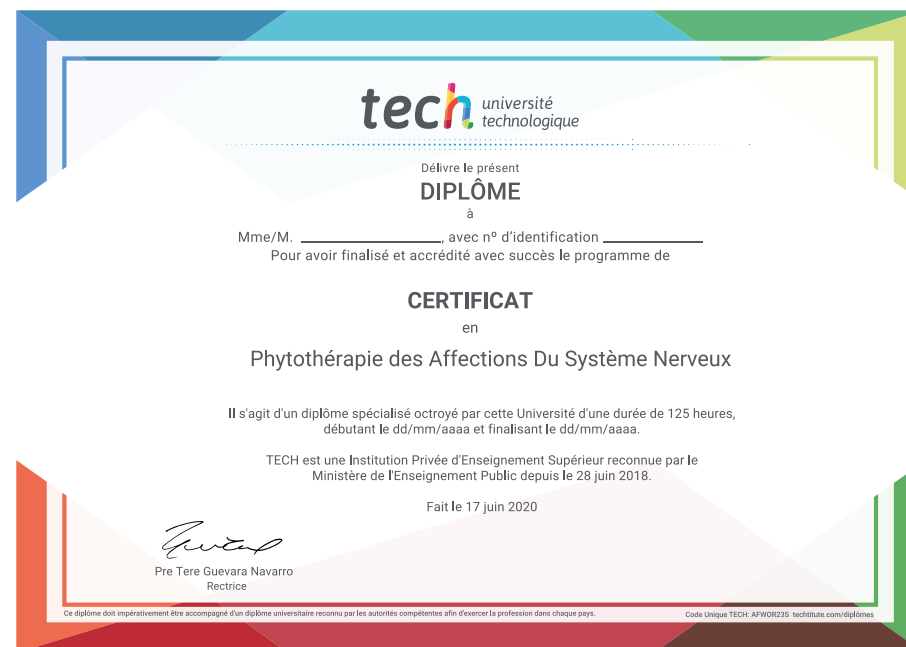 tech université
technologique
Délivre le présent
DIPLÔME
à
Mme/M. ____________________, avec nº d'identification ______________
Pour avoir finalisé et accrédité avec succès le programme de
CERTIFICAT
en
Phytothérapie des Affections Du Système Nerveux
Il s'agit d'un diplôme spécialisé octroyé par cette Université d'une durée de 125 heures,
débutant le dd/mm/aaaa et finalisant le dd/mm/aaaa.
TECH est une Institution Privée d'Enseignement Supérieur reconnue par le
Ministère de l'Enseignement Public depuis le 28 juin 2018.
Fait le 17 juin 2020
Pre Tere Guevara Navarro
Rectrice
Ce diplôme doit impérativement être accompagné d'un diplôme universitaire reconnu par les autorités compétentes afin d'exercer la profession dans chaque pays.
Code Unique TECH: AFWOR23S techtitute.com/diplômes